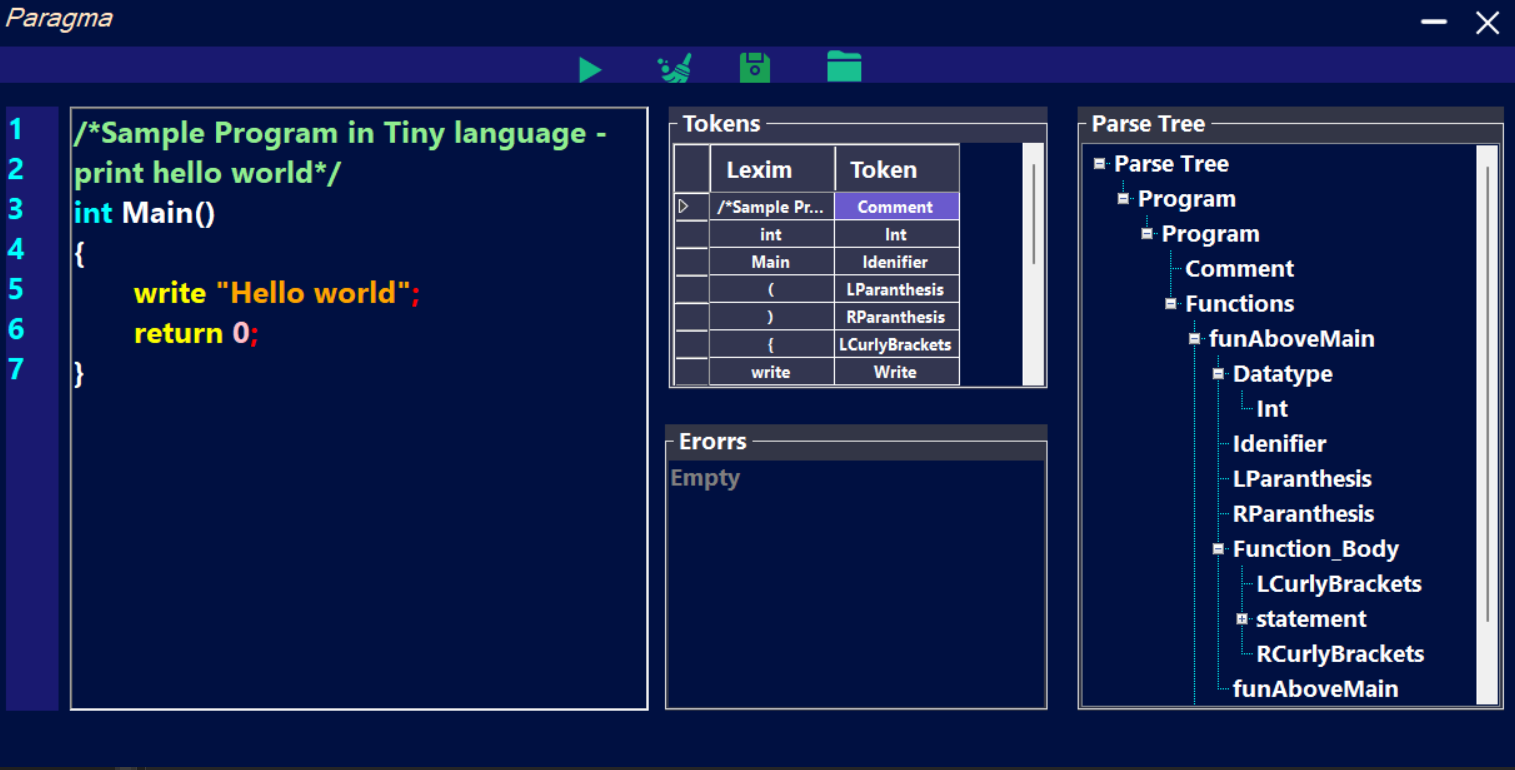 Paragma
1
2
3
4
5
6
7
/*Sample Program in Tiny language -
print hello world*/
int Main()
{
write "Hello world";
return 0;
}
Tokens
Lexim Token
/*Sample Pr... Comment
int Int
Main Idenifier
( LParanthesis
) RParanthesis
{ LCurlyBrackets
write Write
Erorrs
Empty
Parse Tree
Parse Tree
Program
Program
Comment
Functions
funAboveMain
Datatype
Int
Idenifier
LParanthesis
RParanthesis
Function_Body
LCurlyBrackets
statement
RCurlyBrackets
funAboveMain